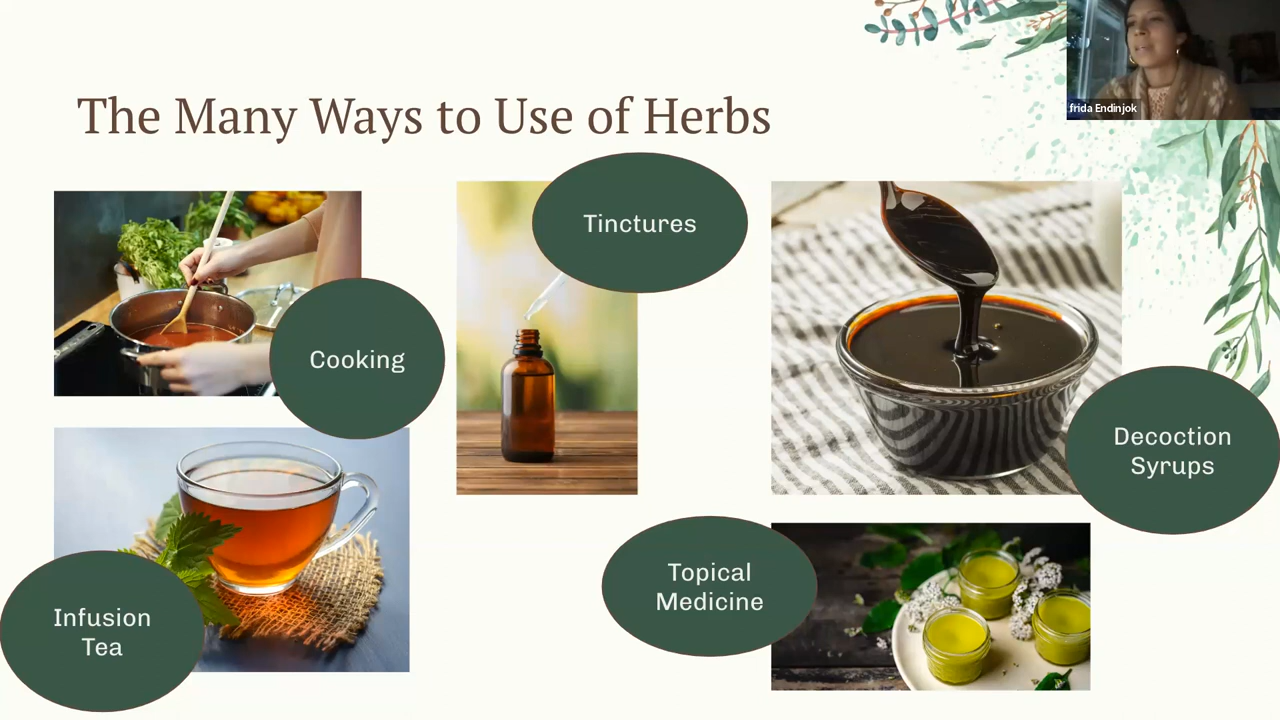 frida Endinjok
The Many Ways to Use of Herbs
Tinctures
Cooking
Decoction
Syrups
Topical
Medicine
Infusion
Tea